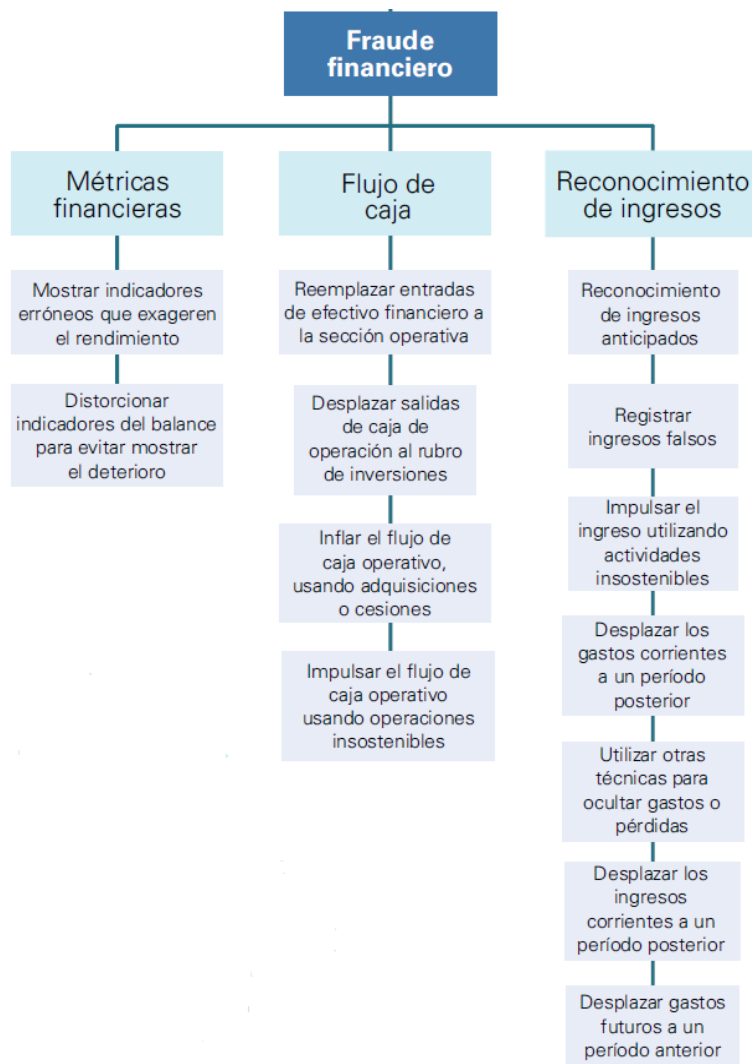 Fraude
financiero
Métricas
financieras
Mostrar indicadores
erróneos que exageren
el rendimiento
Distorcionar
indicadores del balance
para evitar mostrar
el deterioro
Flujo de
caja
Reemplazar entradas
de efectivo financiero a
la sección operativa
Desplazar salidas
de caja de
operación al rubro
de inversiones
Inflar el flujo de
caja operativo,
usando adquisiciones
o cesiones
Impulsar el flujo de
caja operativo
usando operaciones
insostenibles
Reconocimiento
de ingresos
Reconocimiento
de ingresos
anticipados
Registrar
ingresos falsos
Impulsar el
ingreso utilizando
actividades
insostenibles
Desplazar los
gastos corrientes
a un período
posterior
Utilizar otras
técnicas para
ocultar gastos o
pérdidas
Desplazar los
ingresos
corrientes a un
período posterior
Desplazar gastos
futuros a un
período anterior